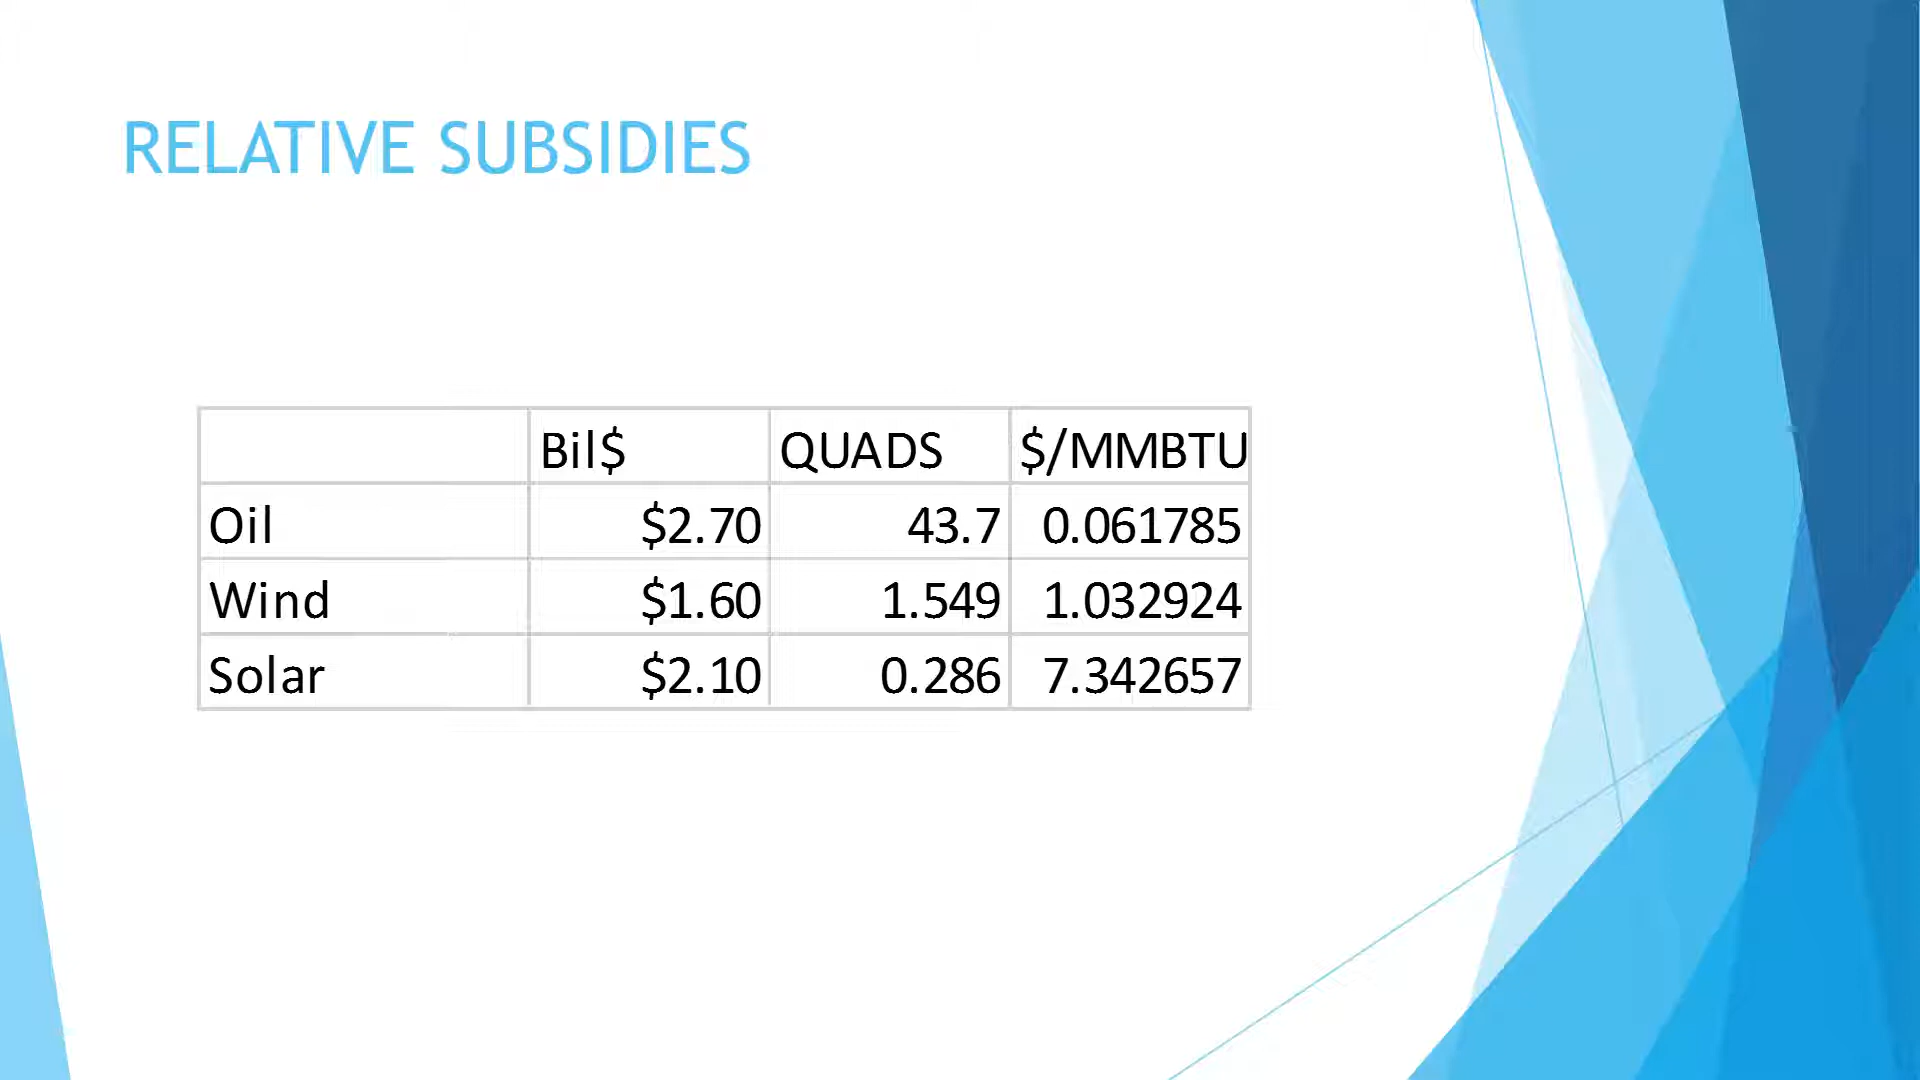 RELATIVE SUBSIDIES
Bil$ QUADS $/MMBTU
Oil $2.70 43.7 0.061785
Wind $1.60 1.549 1.032924
Solar $2.10 0.286 7.342657